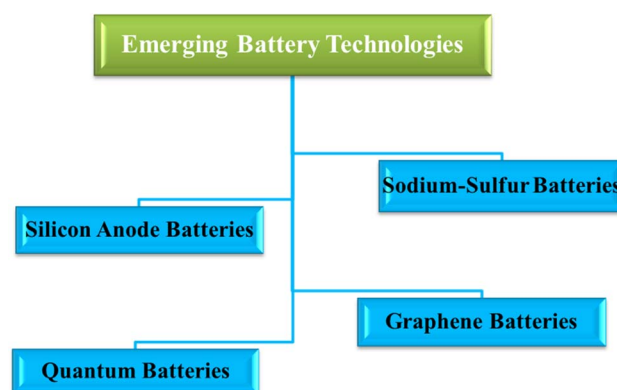 Emerging Battery Technologies
Sodium-Sulfur Batteries
Silicon Anode Batteries
Graphene Batteries
Quantum Batteries